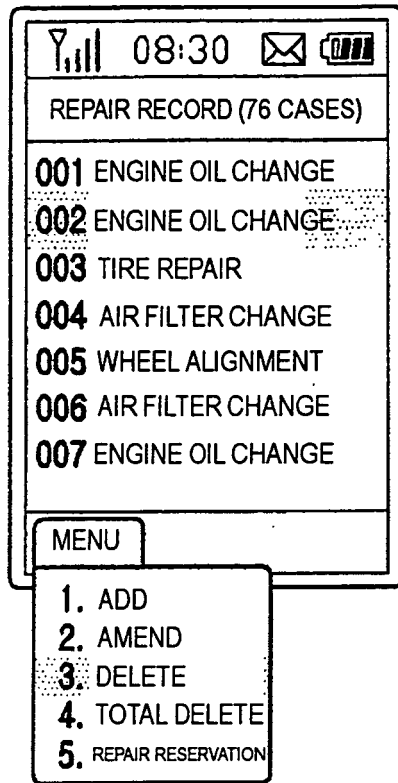 08:30
REPAIR RECORD (76 CASES)
001 ENGINE OIL CHANGE
002 ENGINE OIL CHANGE
003 TIRE REPAIR
004 AIR FILTER CHANGE
005 WHEEL ALIGNMENT
006 AIR FILTER CHANGE
007 ENGINE OIL CHANGE
MENU
1. ADD
2. AMEND
3. DELETE
4. TOTAL DELETE
5. REPAIR RESERVATION